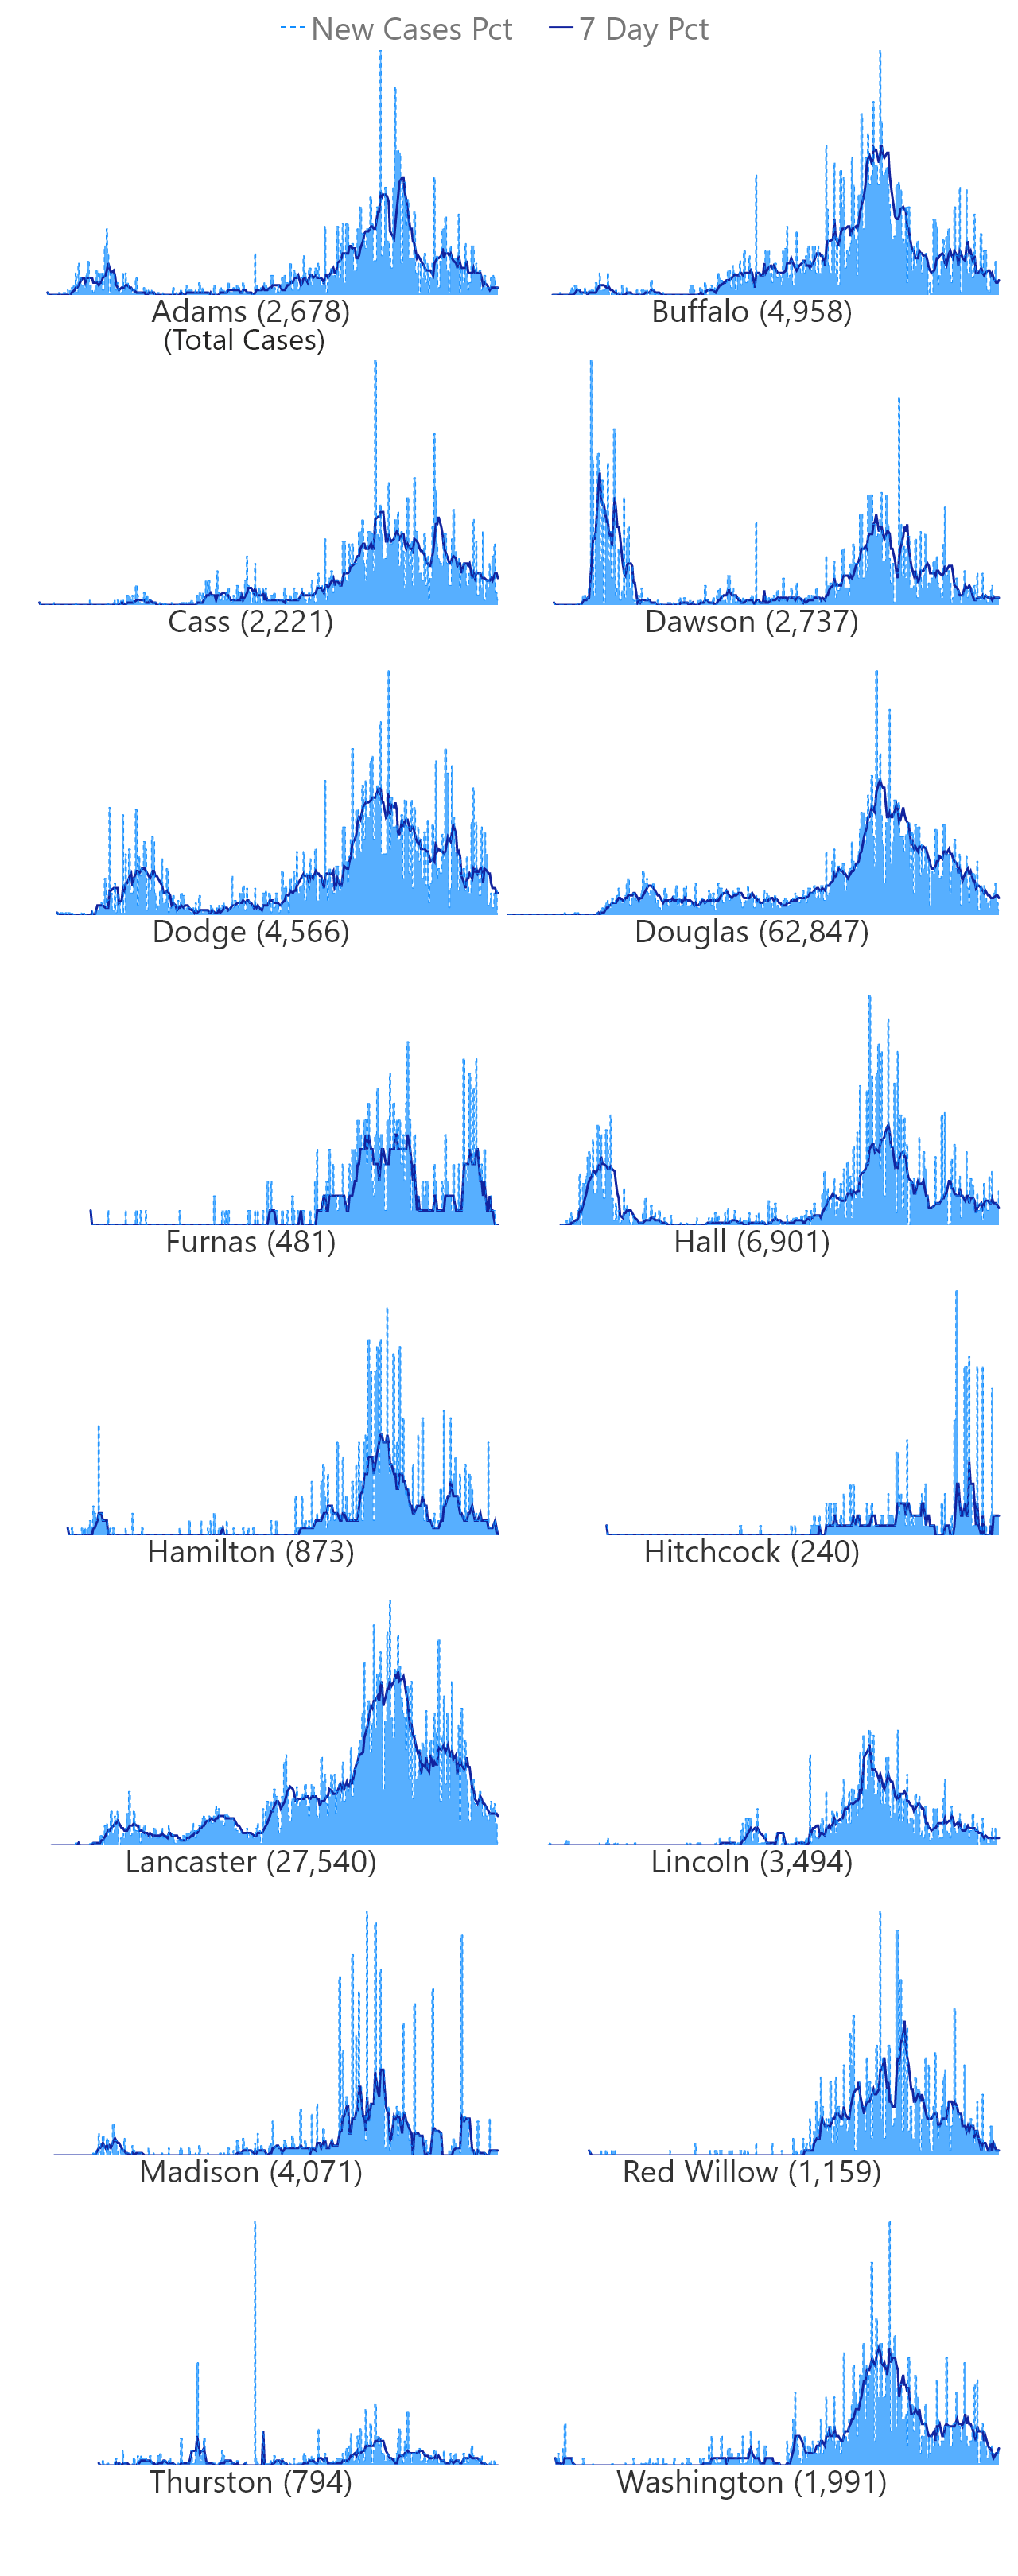 New Cases Pct 7 Day Pct
Adams (2,678)
(Total Cases)
Buffalo (4,958)
Cass (2,221)
Dawson (2,737)
Dodge (4,566)
Douglas (62,847)
Furnas (481)
Hall (6,901)
Hamilton (873)
Hitchcock (240)
Lancaster (27,540)
Lincoln (3,494)
Madison (4,071)
Red Willow (1,159)
Thurston (794)
Washington (1,991)